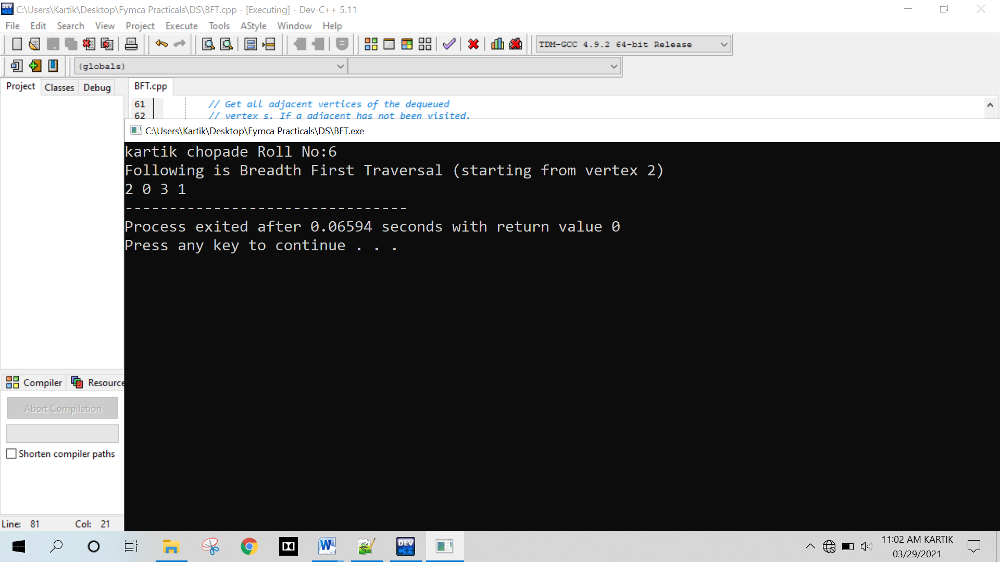 C:\Users\Kartik\Desktop\Fymca Practicals\DS\BFT.cpp - [Executing] - Dev-C++ 5.11
File Edit Search View Project Execute Tools AStyle Window Help
TDM-GCC 4.9.2 64-bit Release
(globals)
Project Classes Debug
BFT.cpp
61 // Get all adjacent vertices of the dequeued
62 // vertex s. If a adjacent has not been visited,
C:\Users\Kartik\Desktop\Fymca Practicals\DS\BFT.exe
kartik chopade Roll No:6
Following is Breadth First Traversal (starting from vertex 2)
2 0 3 1
--------------------------------
Process exited after 0.06594 seconds with return value 0
Press any key to continue . . .
Compiler Resource
Abort Compilation
Shorten compiler paths
Line: 81 Col: 21
DEV C++
11:02 AM KARTIK
03/29/2021